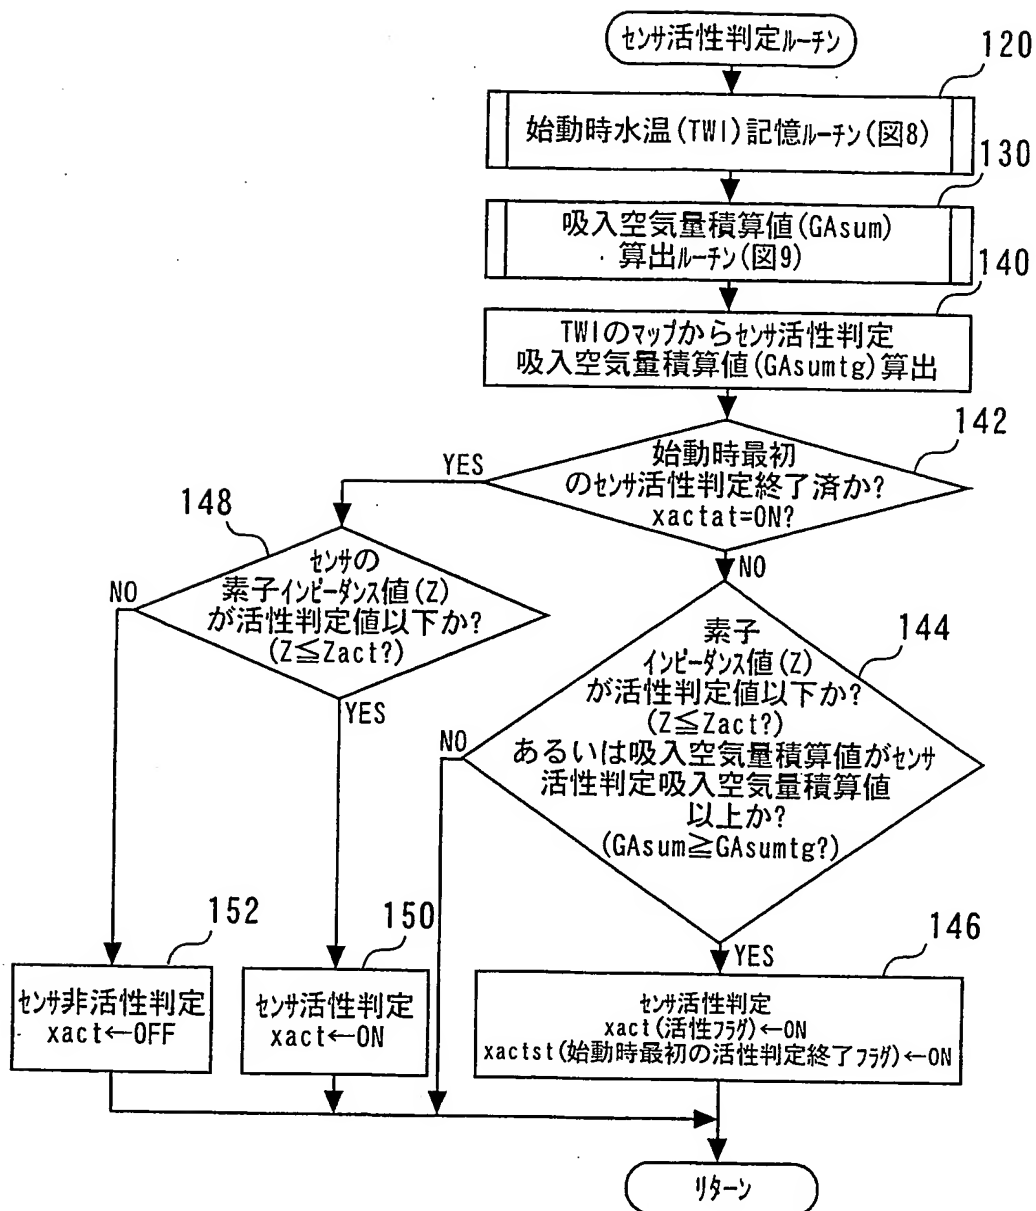 センサ活性判定ルーチン
120
始動時水温(TWI)記憶ルーチン(図8)
130
吸入空気量積算値(GAsum)
算出ルーチン(図9)
140
TWIのマップからセンサ活性判定
吸入空気量積算値(GAsumtg)算出
142
始動時最初
のセンサ活性判定終了済か?
xactat=ON?
YES
NO
148
センサの
素子インピーダンス値(Z)
が活性判定値以下か?
(Z≦Zact?)
NO
YES
144
素子
インピーダンス値(Z)
が活性判定値以下か?
(Z≦Zact?)
あるいは吸入空気量積算値がセンサ
活性判定吸入空気量積算値
以上か?
(GAsum≧GAsumtg?)
NO
YES
152
センサ非活性判定
xact←OFF
150
センサ活性判定
xact←ON
146
センサ活性判定
xact(活性フラグ)←ON
xactst(始動時最初の活性判定終了フラグ)←ON
リターン